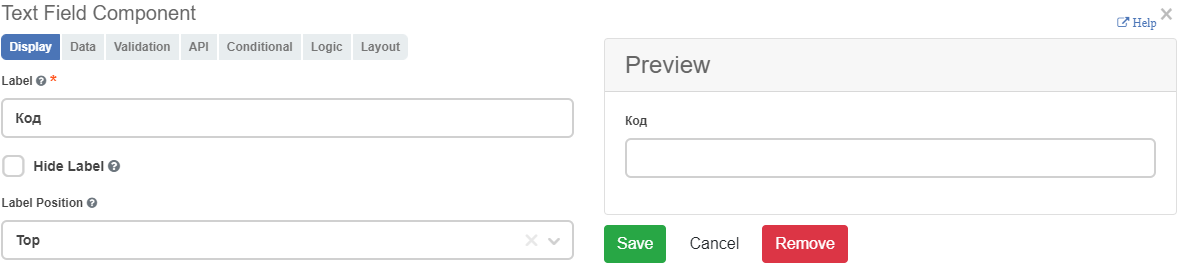 Text Field Component
Help
Display Data Validation API Conditional Logic Layout
Label *
Код
Hide Label
Label Position
Top
Preview
Код
Save Cancel Remove